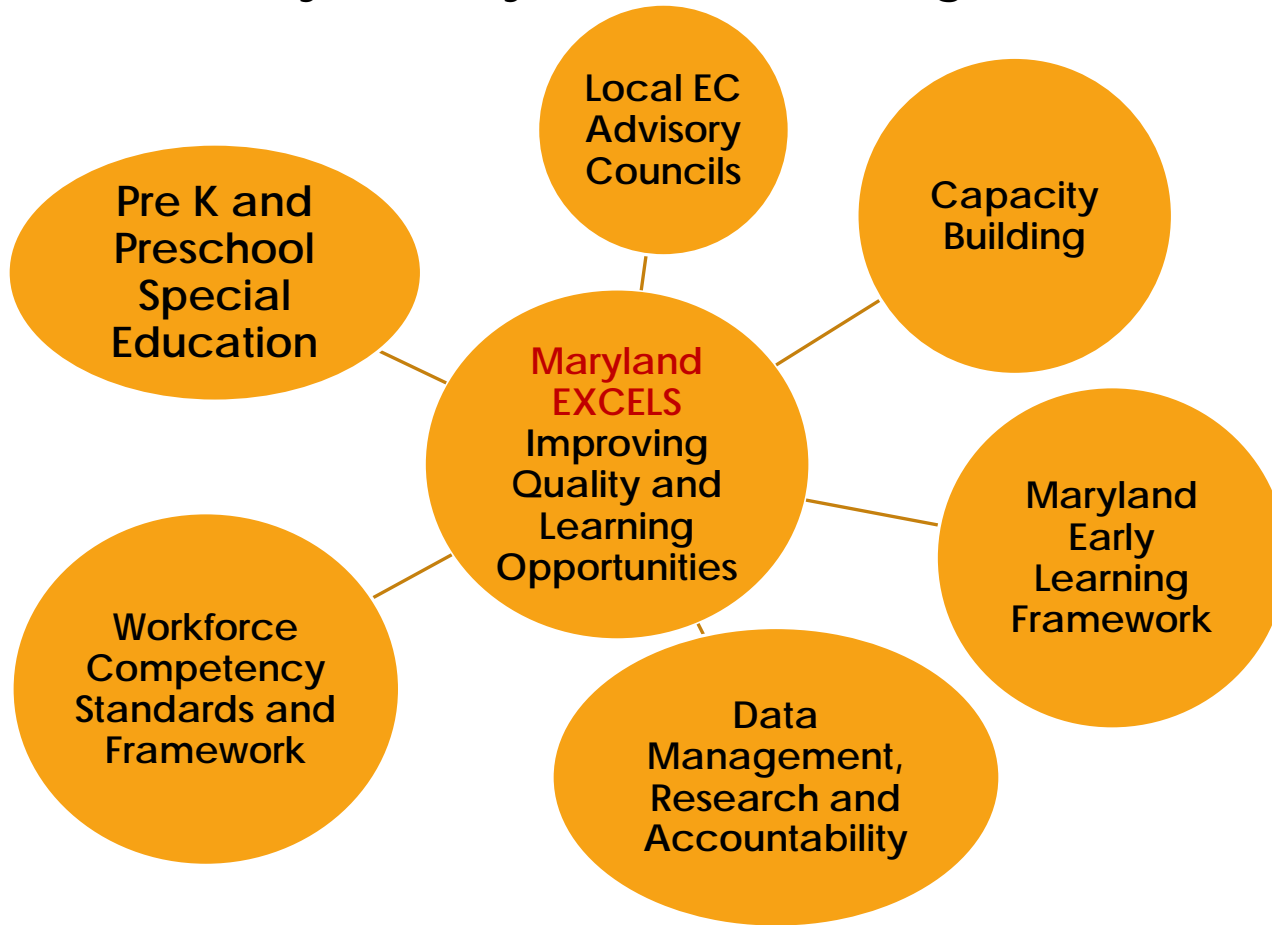 Local EC
Advisory
Councils
Capacity
Building
Pre K and
Preschool
Special
Education
Maryland
EXCELS
Improving
Quality and
Learning
Opportunities
Maryland
Early
Learning
Framework
Workforce
Competency
Standards and
Framework
Data
Management,
Research and
Accountability